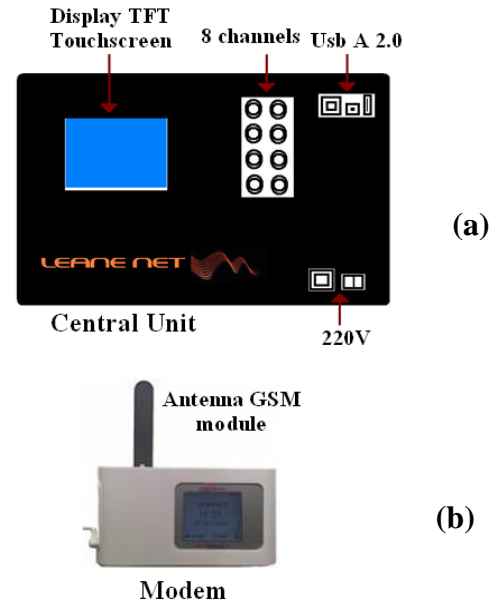 Display TFT
Touchscreen
8 channels
Usb A 2.0
(a)
LEANE NET
Central Unit
220V
Antenna GSM
module
(b)
Modem